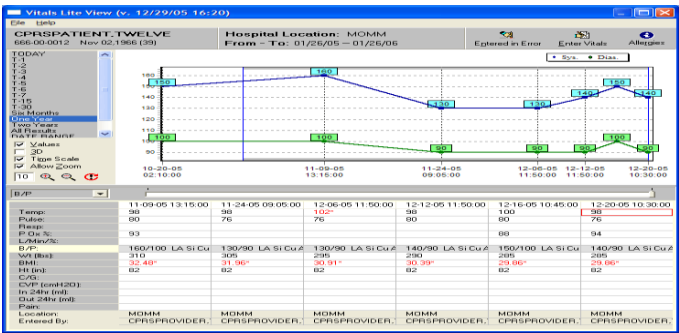 Vitals Lite View (v. 12/29/05 16:20)
File Help
CPRSPATIENT,TWELVE
666-00-0012 Nov 02,1966 (39)
Hospital Location: MOMM
From - To: 01/26/05 -- 01/26/06
Entered in Error
Enter Vitals
Allergies
TODAY
T-1
T-2
T-3
T-4
T-5
T-6
T-7
T-15
T-30
Six Months
One Year
Two Years
All Results
DATE RANGE
Values
3D
Time Scale
Allow Zoom
10
Sys. Dias.
160
150
140
130
120
110
100
90
150 160 130 130 140 150 140
100 100 90 90 90 100 90
10-20-05 11-09-05 11-24-05 12-06-05 12-12-05 12-20-05
02:10:00 13:15:00 09:05:00 11:50:00 11:50:00 10:30:00
B/P
11-09-05 13:15:00 11-24-05 09:05:00 12-06-05 11:50:00 12-12-05 11:50:00 12-16-05 10:45:00 12-20-05 10:30:00
Temp: 98 98 102* 98 100 98
Pulse: 80 76 76 80 80 76
Resp:
P Ox %: 93 88 94
L/Min/%:
B/P: 160/100 LA Si Cu 130/90 LA Si Cu A 130/90 LA Si Cu A 140/90 LA Si Cu A 150/100 LA Si Cu 140/90 LA Si Cu A
Wt (lbs): 310 305 295 290 285 285
BMI: 32.48* 31.96* 30.91* 30.39* 29.86* 29.86*
Ht (in): 82 82 82 82 82 82
C/G:
CVP (cmH2O):
In 24hr (ml):
Out 24hr (ml):
Pain:
Location: MOMM MOMM MOMM MOMM MOMM MOMM
Entered By: CPRSPROVIDER, CPRSPROVIDER, CPRSPROVIDER, CPRSPROVIDER, CPRSPROVIDER, CPRSPROVIDER,